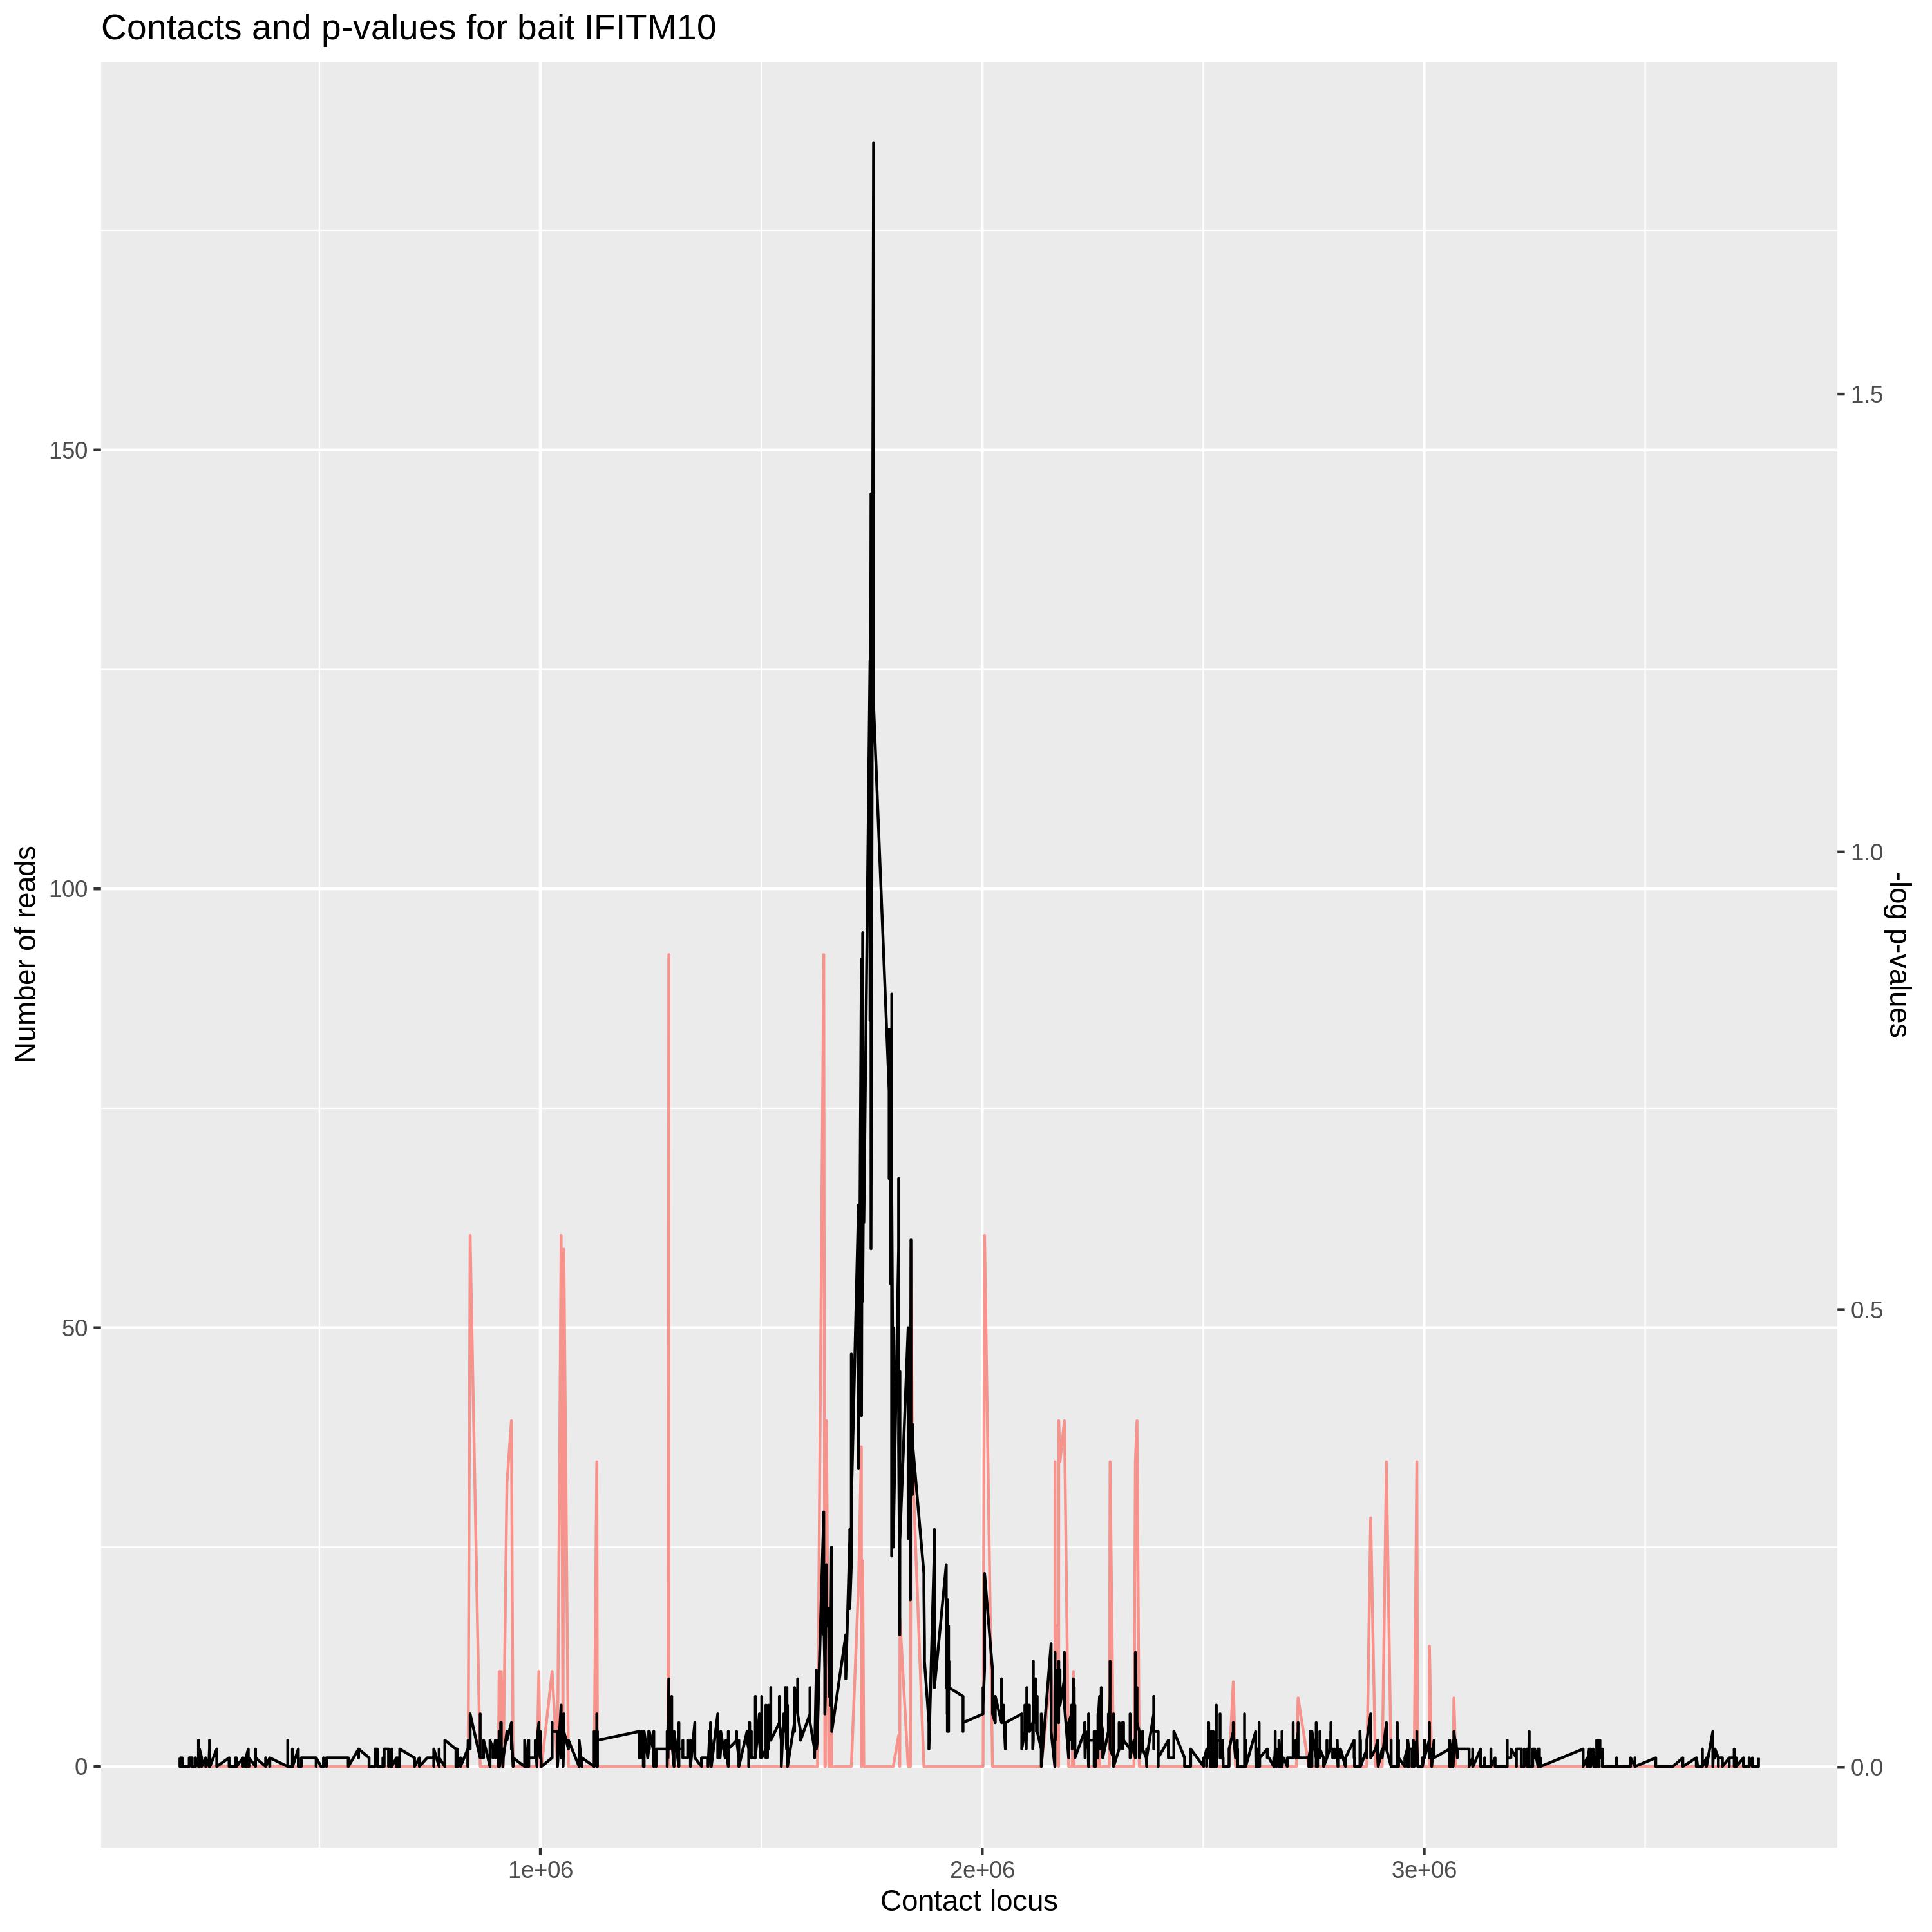 Contacts and p-values for bait IFITM10
Number of reads
150
100
50
0
1.5
1.0
0.5
0.0
-log p-values
1e+06
2e+06
3e+06
Contact locus